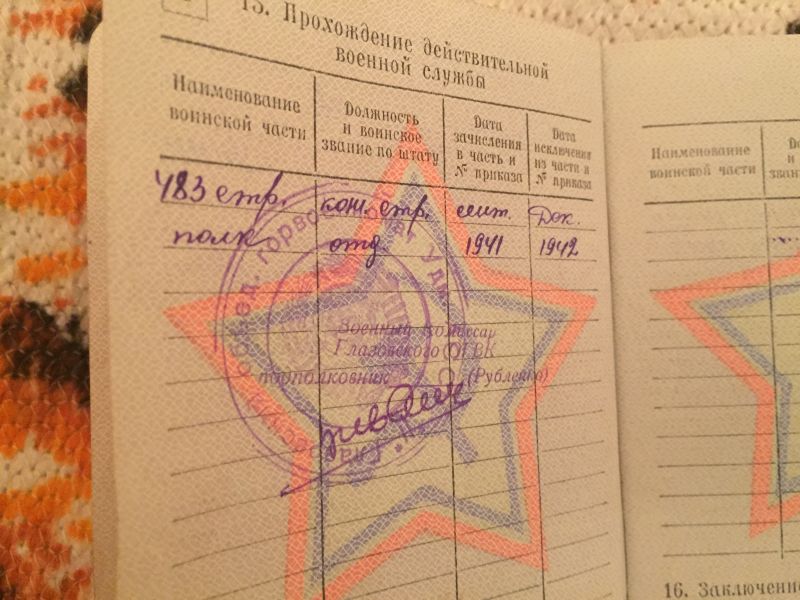 13. Прохождение действительной
военной службы
Наименование
воинской части
Должность
и воинское
звание по штату
Дата
зачисления
в часть и
№ приказа
Дата
исключения
из части и
№ приказа
483 стр.
полк
ком. стр.
отд
сент.
1941
Дек.
1942
Военный комиссар
Глазовского ОГВК
подполковник (Рубленко)
Наименование
воинской части
16. Заключени